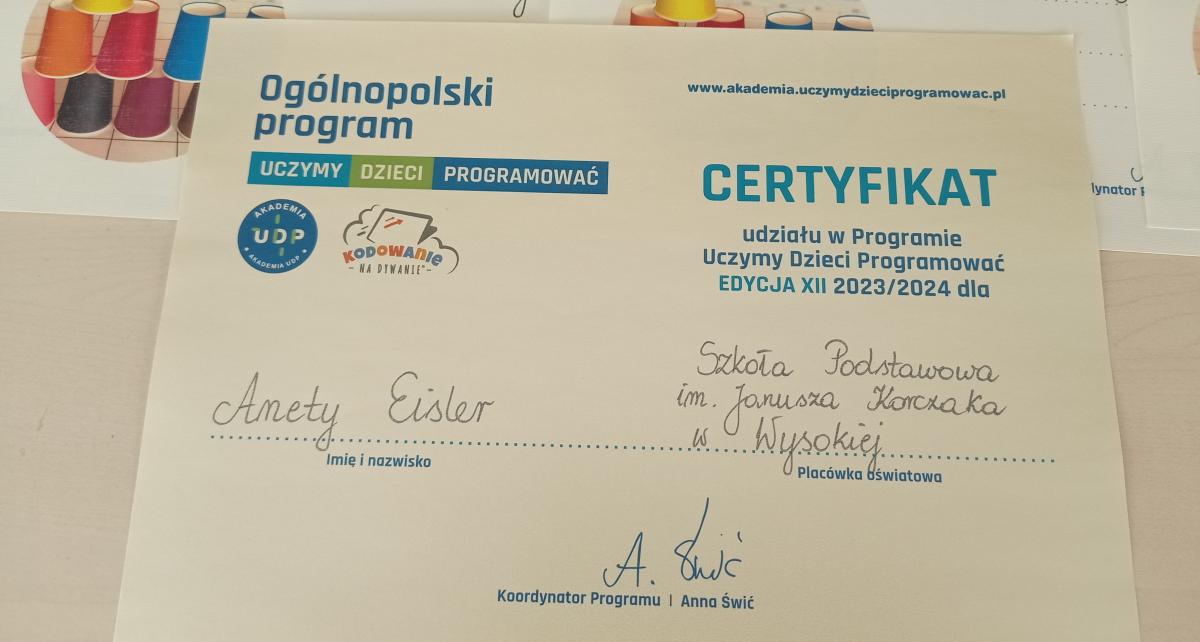 Ogólnopolski
program
UCZYMY DZIECI PROGRAMOWAĆ
AKADEMIA
UDP
AKADEMIA UDP
KODOWANIE
- NA DYWANIE® -
www.akademia.uczymydzieciprogramowac.pl
CERTYFIKAT
udziału w Programie
Uczymy Dzieci Programować
EDYCJA XII 2023/2024 dla
Anety Eisler
Imię i nazwisko
Szkoła Podstawowa
im. Janusza Korczaka
w Wysokiej
Placówka oświatowa
A. Świć
Koordynator Programu | Anna Świć